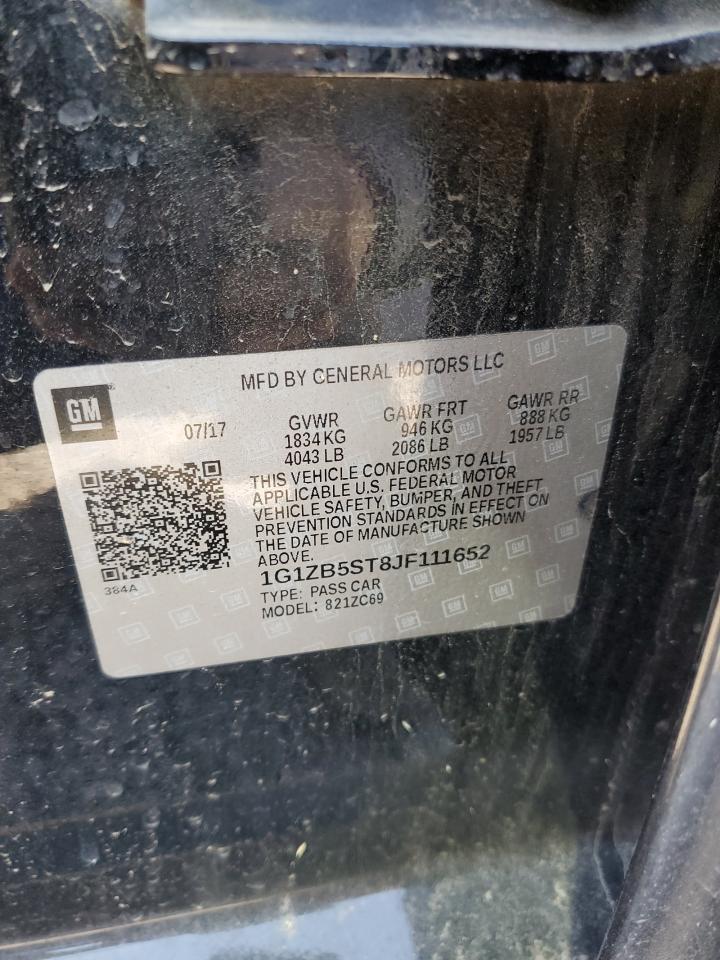 MFD BY GENERAL MOTORS LLC
GM
07/17
GVWR
1834 KG
4043 LB
GAWR FRT
946 KG
2086 LB
GAWR RR
888 KG
1957 LB
THIS VEHICLE CONFORMS TO ALL
APPLICABLE U.S. FEDERAL MOTOR
VEHICLE SAFETY, BUMPER, AND THEFT
PREVENTION STANDARDS IN EFFECT ON
THE DATE OF MANUFACTURE SHOWN
ABOVE.
384A
1G1ZB5ST8JF111652
TYPE: PASS CAR
MODEL: 821ZC69